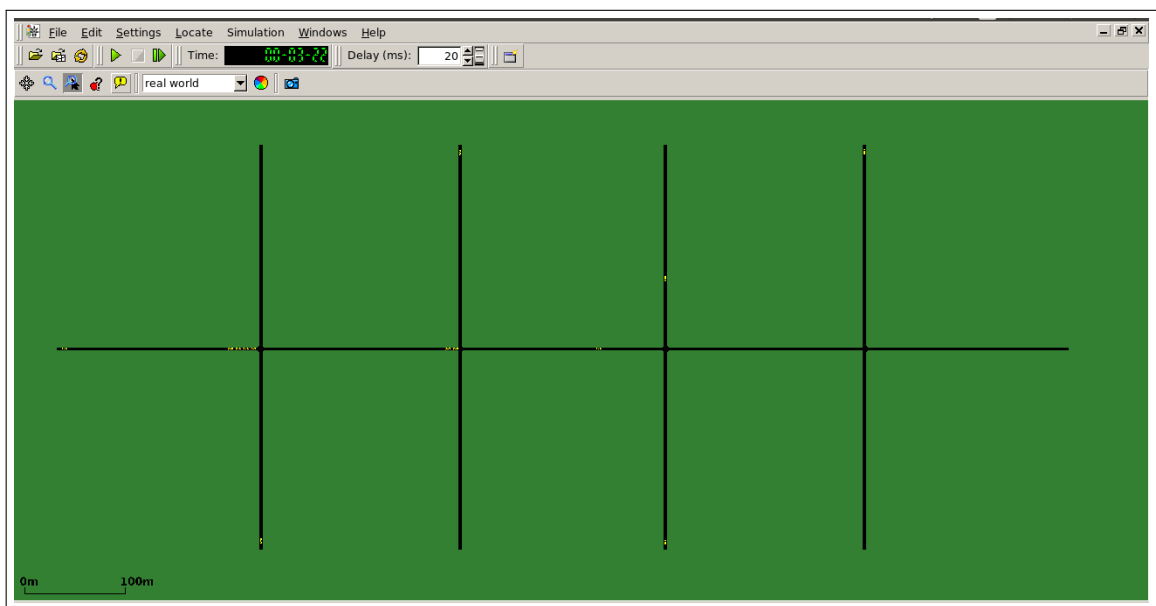 File Edit Settings Locate Simulation Windows Help
Time: 00-03-22 Delay (ms): 20
real world
0m 100m